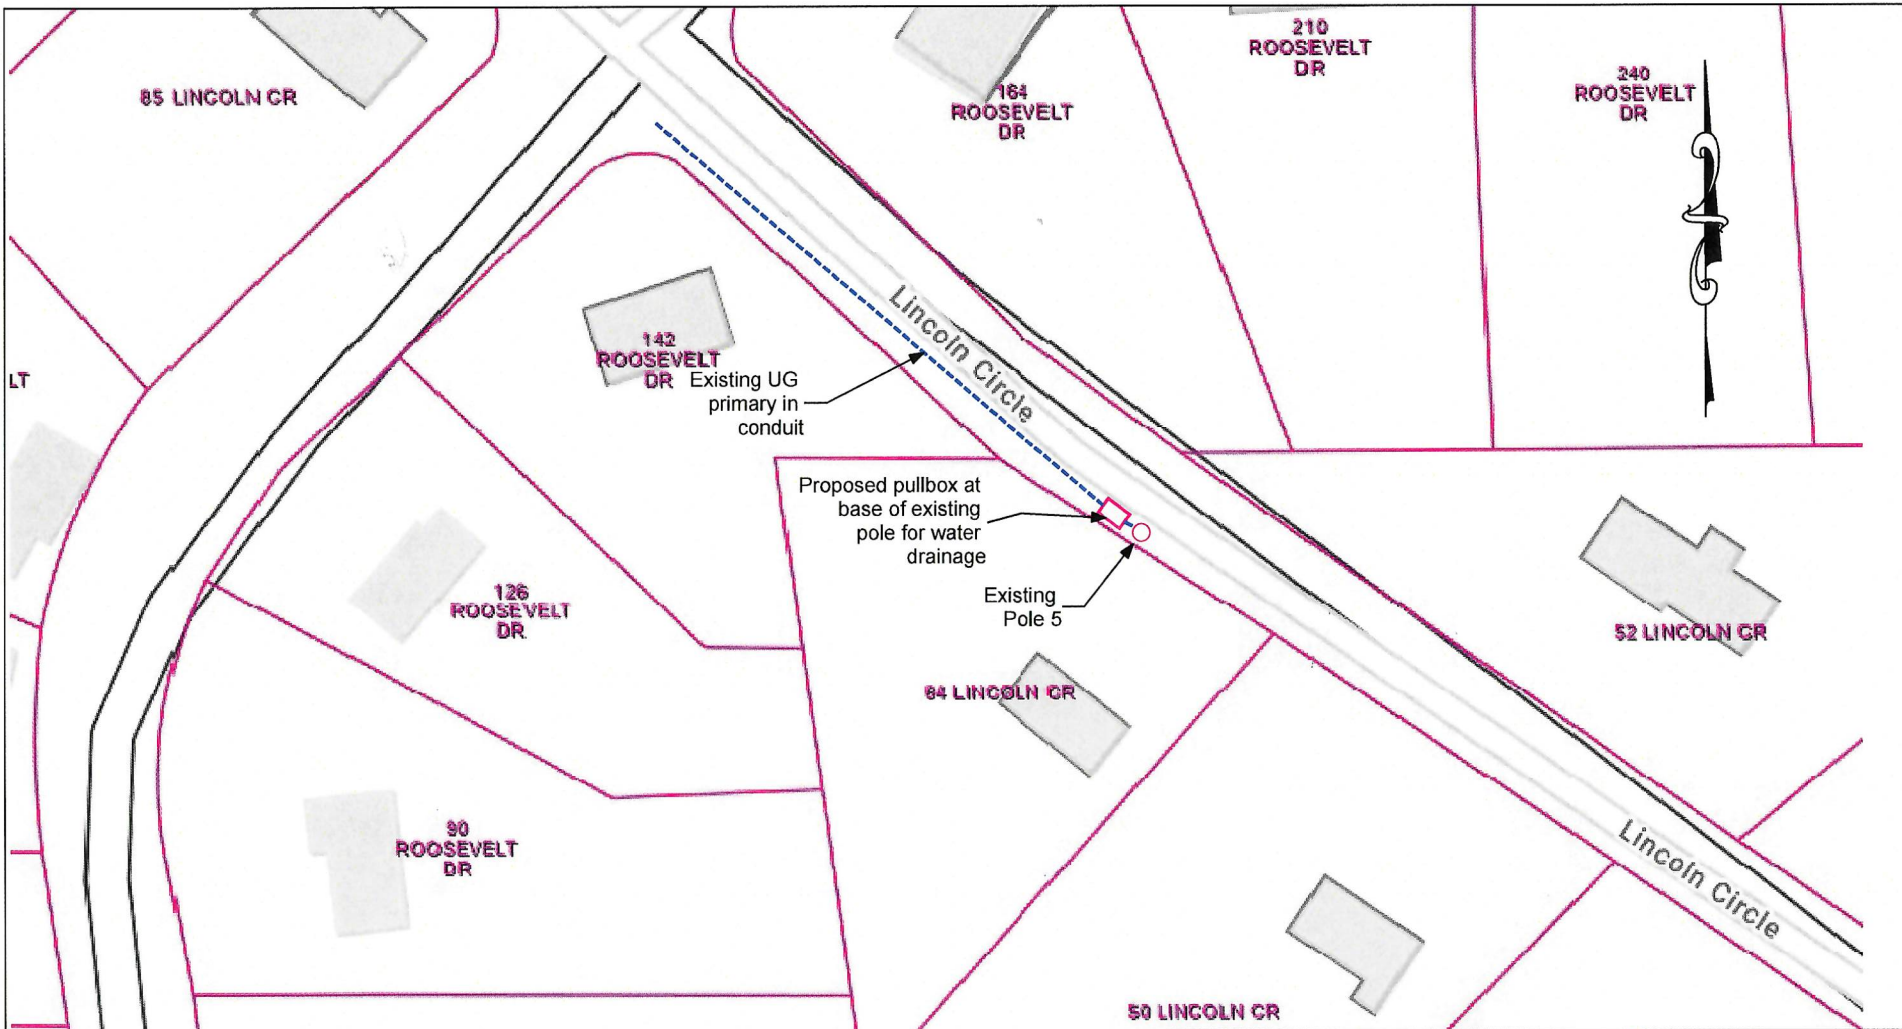 210
ROOSEVELT
DR
240
ROOSEVELT
DR
85 LINCOLN CR
164
ROOSEVELT
DR
142
ROOSEVELT
DR
LT
Existing UG
primary in
conduit
Lincoln Circle
Proposed pullbox at
base of existing
pole for water
drainage
Existing
Pole 5
126
ROOSEVELT
DR
52 LINCOLN CR
64 LINCOLN CR
90
ROOSEVELT
DR
Lincoln Circle
50 LINCOLN CR